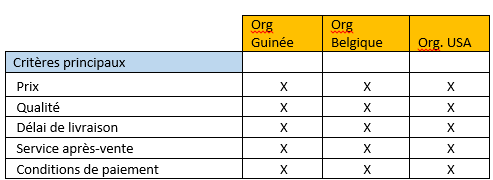 Org Guinée Org Belgique Org. USA
Critères principaux
Prix X X X
Qualité X X X
Délai de livraison X X X
Service après-vente X X X
Conditions de paiement X X X